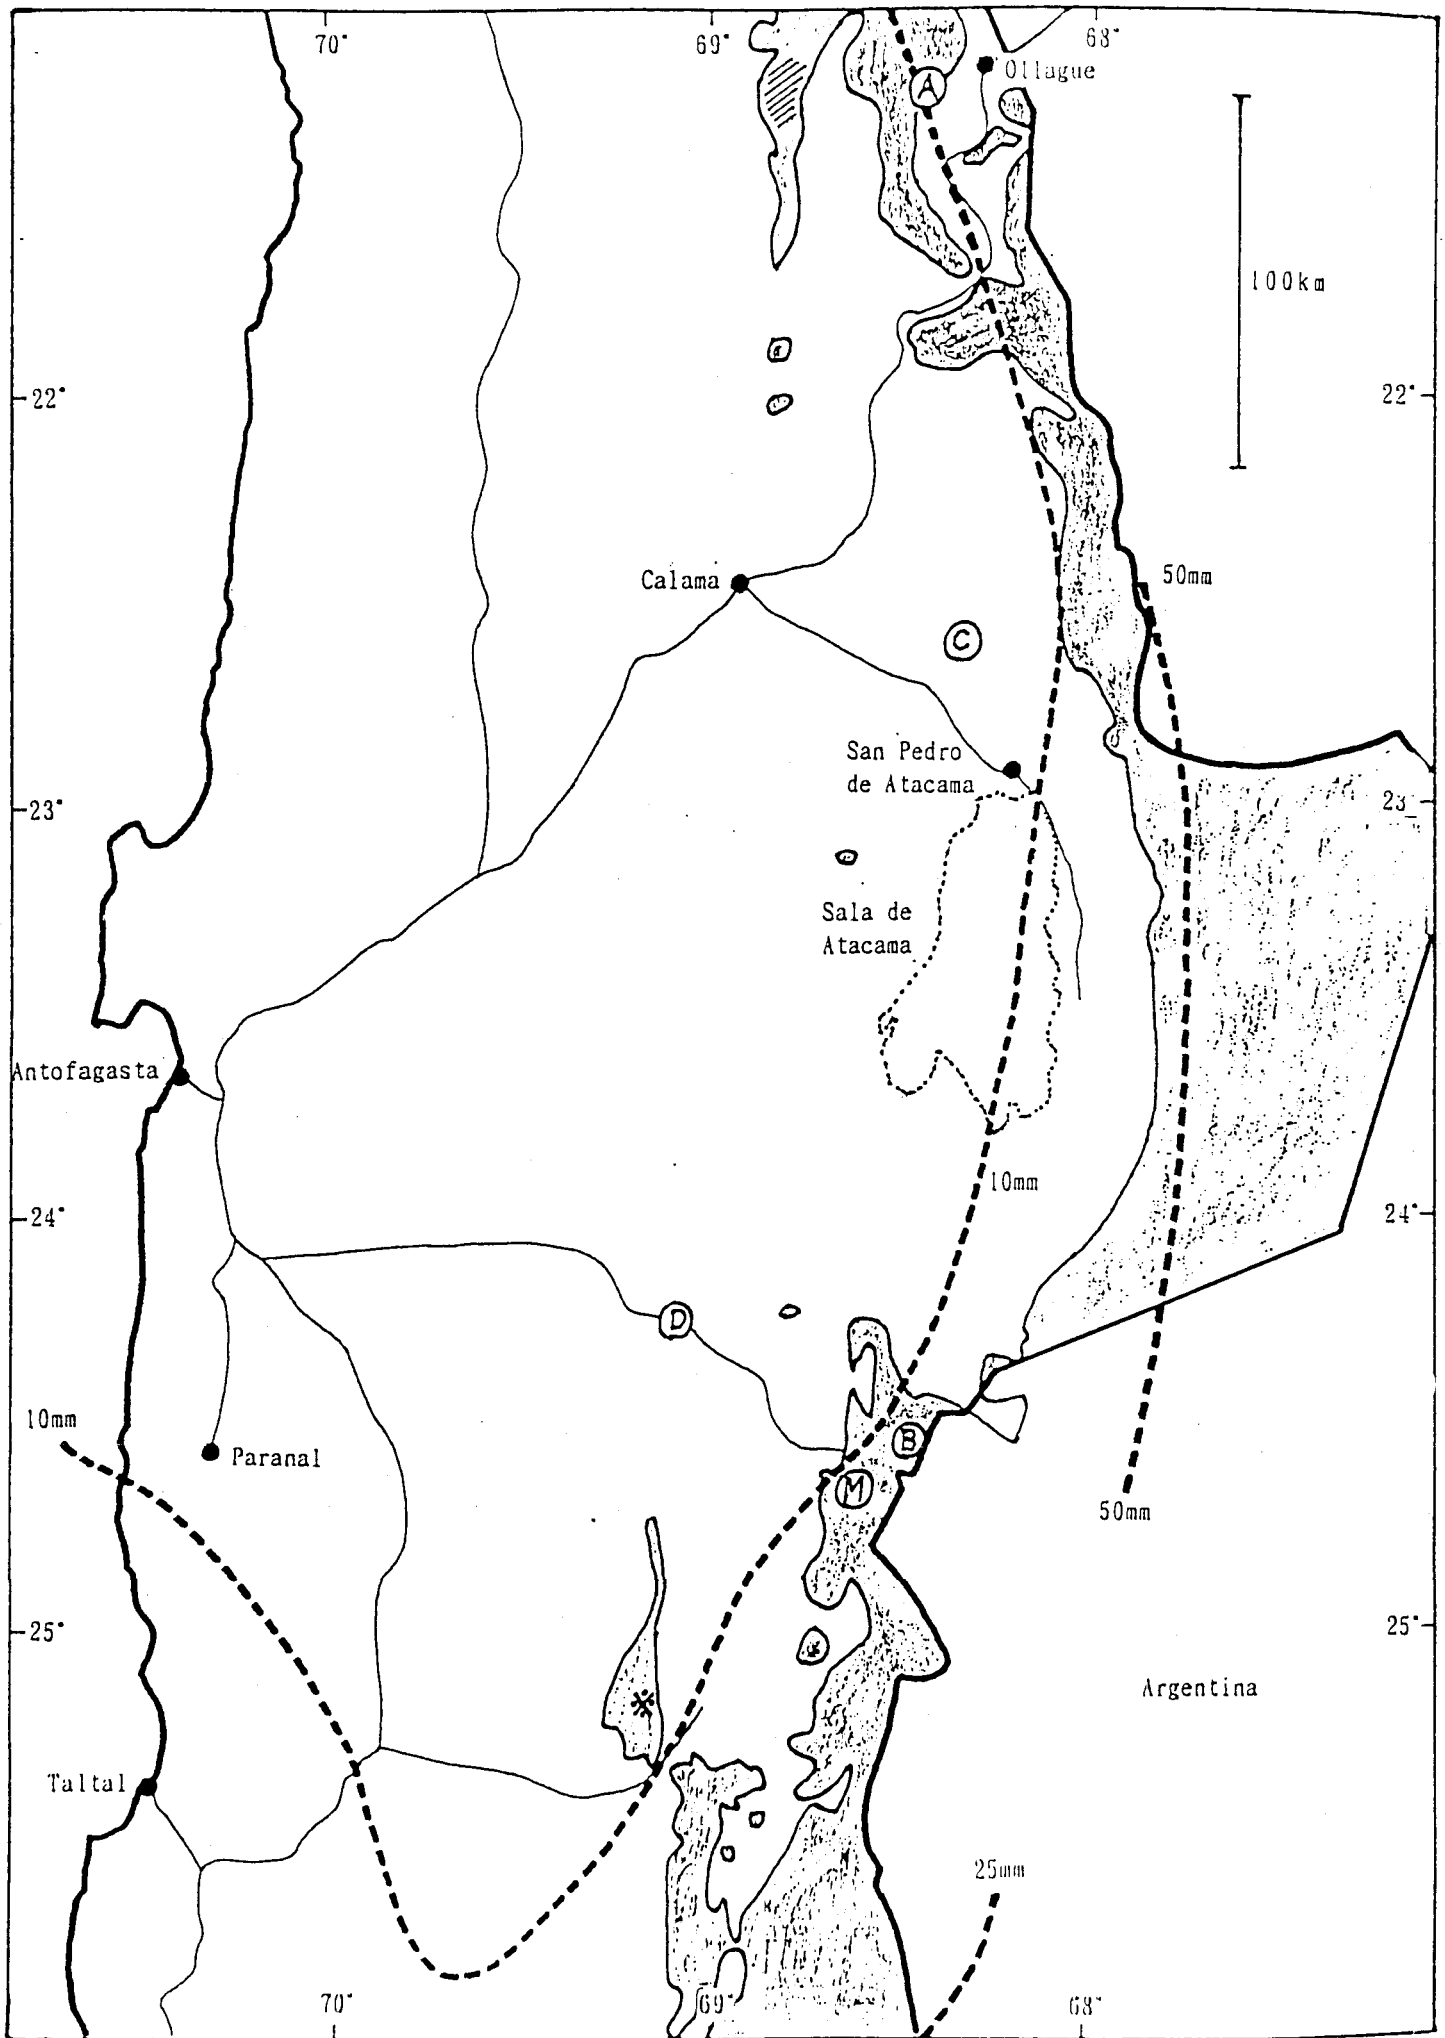 70°
69°
68°
Ollague
A
100km
22°
22°
50mm
Calama
C
San Pedro
de Atacama
23°
23°
Sala de
Atacama
Antofagasta
10mm
24°
24°
D
10mm
B
Paranal
M
50mm
25°
25°
Argentina
※
Taltal
25mm
70°
69°
68°